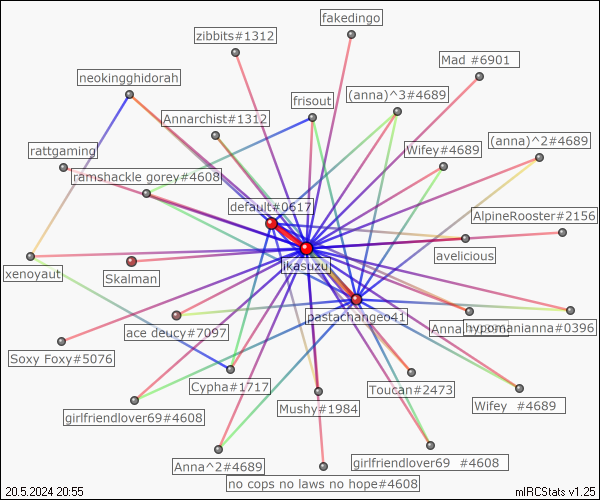 fakedingo
zibbits#1312
Mad #6901
neokingghidorah
(anna)^3#4689
frisout
Annarchist#1312
(anna)^2#4689
rattgaming
Wifey#4689
ramshackle gorey#4608
default#0617
AlpineRooster#2156
avelicious
ikasuzu
xenoyaut
Skalman
pastachangeo41
Anna
hypomanianna#0396
ace deucy#7097
Soxy Foxy#5076
Cypha#1717
Toucan#2473
Mushy#1984
Wifey #4689
girlfriendlover69#4608
girlfriendlover69 #4608
Anna^2#4689
no cops no laws no hope#4608
20.5.2024 20:55
mIRCStats v1.25